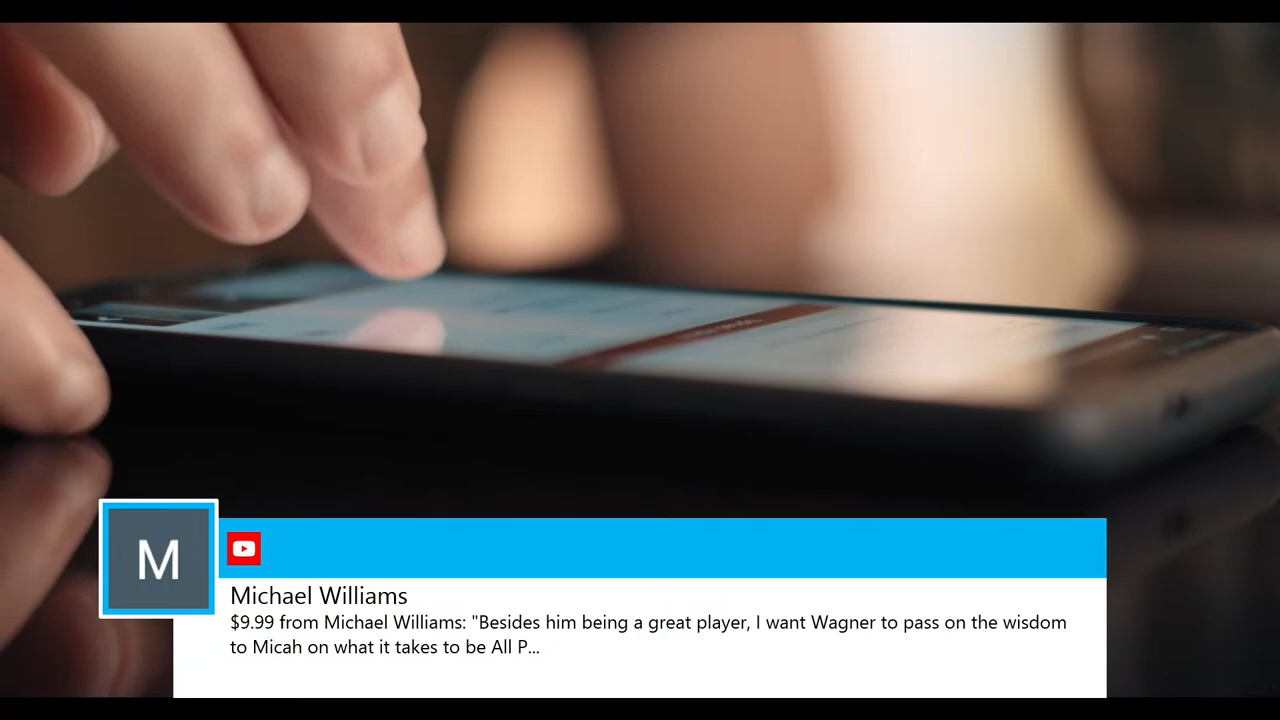 M
Michael Williams
$9.99 from Michael Williams: "Besides him being a great player, I want Wagner to pass on the wisdom
to Micah on what it takes to be All P...